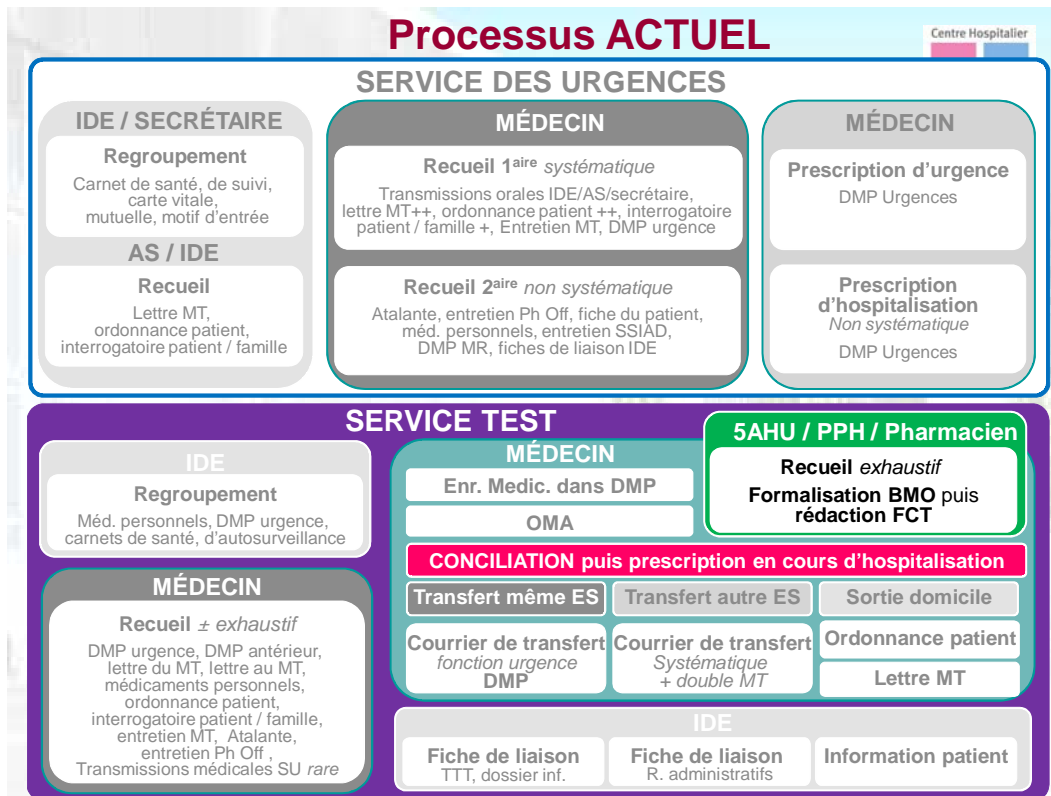 Processus ACTUEL
Centre Hospitalier
SERVICE DES URGENCES
IDE / SECRÉTAIRE
Regroupement
Carnet de santé, de suivi,
carte vitale,
mutuelle, motif d'entrée
AS / IDE
Recueil
Lettre MT,
ordonnance patient,
interrogatoire patient / famille
MÉDECIN
Recueil 1aire systématique
Transmissions orales IDE/AS/secrétaire,
lettre MT++, ordonnance patient ++, interrogatoire
patient / famille +, Entretien MT, DMP urgence
Recueil 2aire non systématique
Atalante, entretien Ph Off, fiche du patient,
méd. personnels, entretien SSIAD,
DMP MR, fiches de liaison IDE
MÉDECIN
Prescription d'urgence
DMP Urgences
Prescription
d'hospitalisation
Non systématique
DMP Urgences
SERVICE TEST
IDE
Regroupement
Méd. personnels, DMP urgence,
carnets de santé, d'autosurveillance
MÉDECIN
Recueil ± exhaustif
DMP urgence, DMP antérieur,
lettre du MT, lettre au MT,
médicaments personnels,
ordonnance patient,
interrogatoire patient / famille,
entretien MT, Atalante,
entretien Ph Off ,
Transmissions médicales SU rare
MÉDECIN
Enr. Medic. dans DMP
OMA
5AHU / PPH / Pharmacien
Recueil exhaustif
Formalisation BMO puis
rédaction FCT
CONCILIATION puis prescription en cours d'hospitalisation
Transfert même ES
Courrier de transfert
fonction urgence
DMP
Transfert autre ES
Courrier de transfert
Systématique
+ double MT
Sortie domicile
Ordonnance patient
Lettre MT
IDE
Fiche de liaison
TTT, dossier inf.
Fiche de liaison
R. administratifs
Information patient